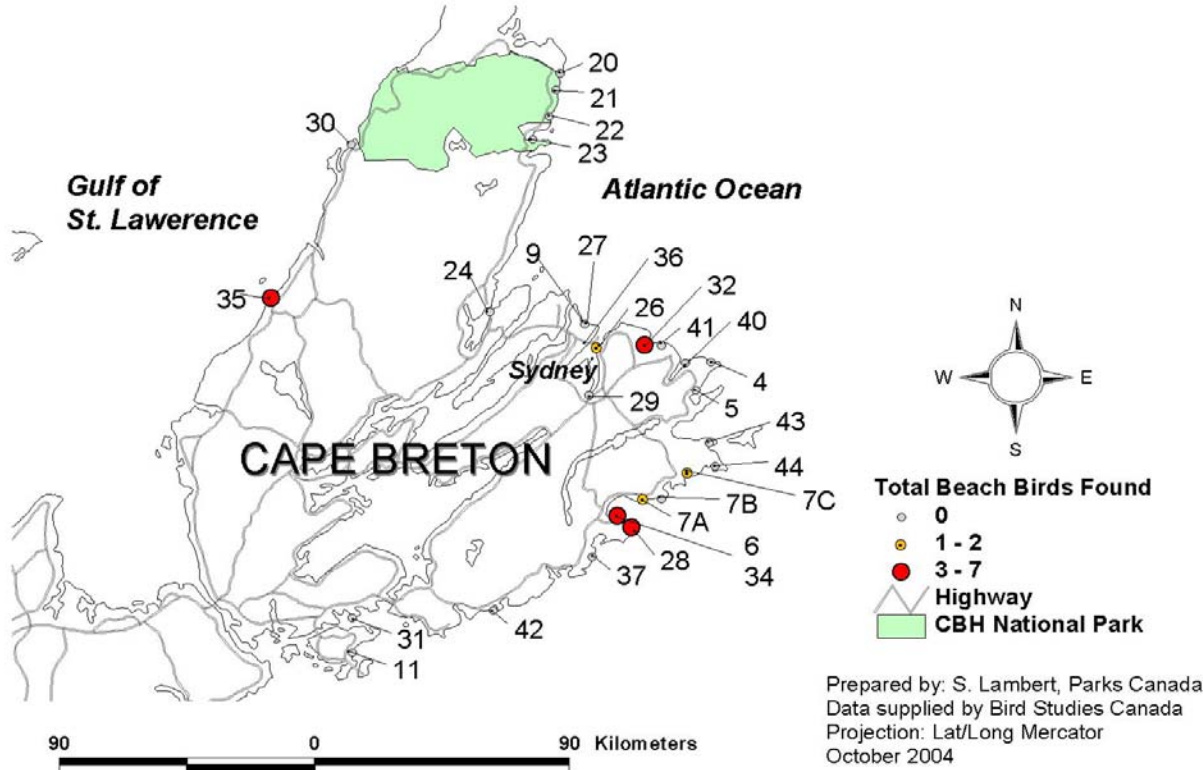 20
21
22
30
23
Gulf of
St. Lawerence
Atlantic Ocean
9
27
36
24
26
32
35
41
40
Sydney
4
29
5
43
CAPE BRETON
44
7B
7C
7A
6
28
34
37
31
42
11
N
W
E
S
Total Beach Birds Found
0
1 - 2
3 - 7
Highway
CBH National Park
Prepared by: S. Lambert, Parks Canada
Data supplied by Bird Studies Canada
Projection: Lat/Long Mercator
October 2004
90 0 90 Kilometers